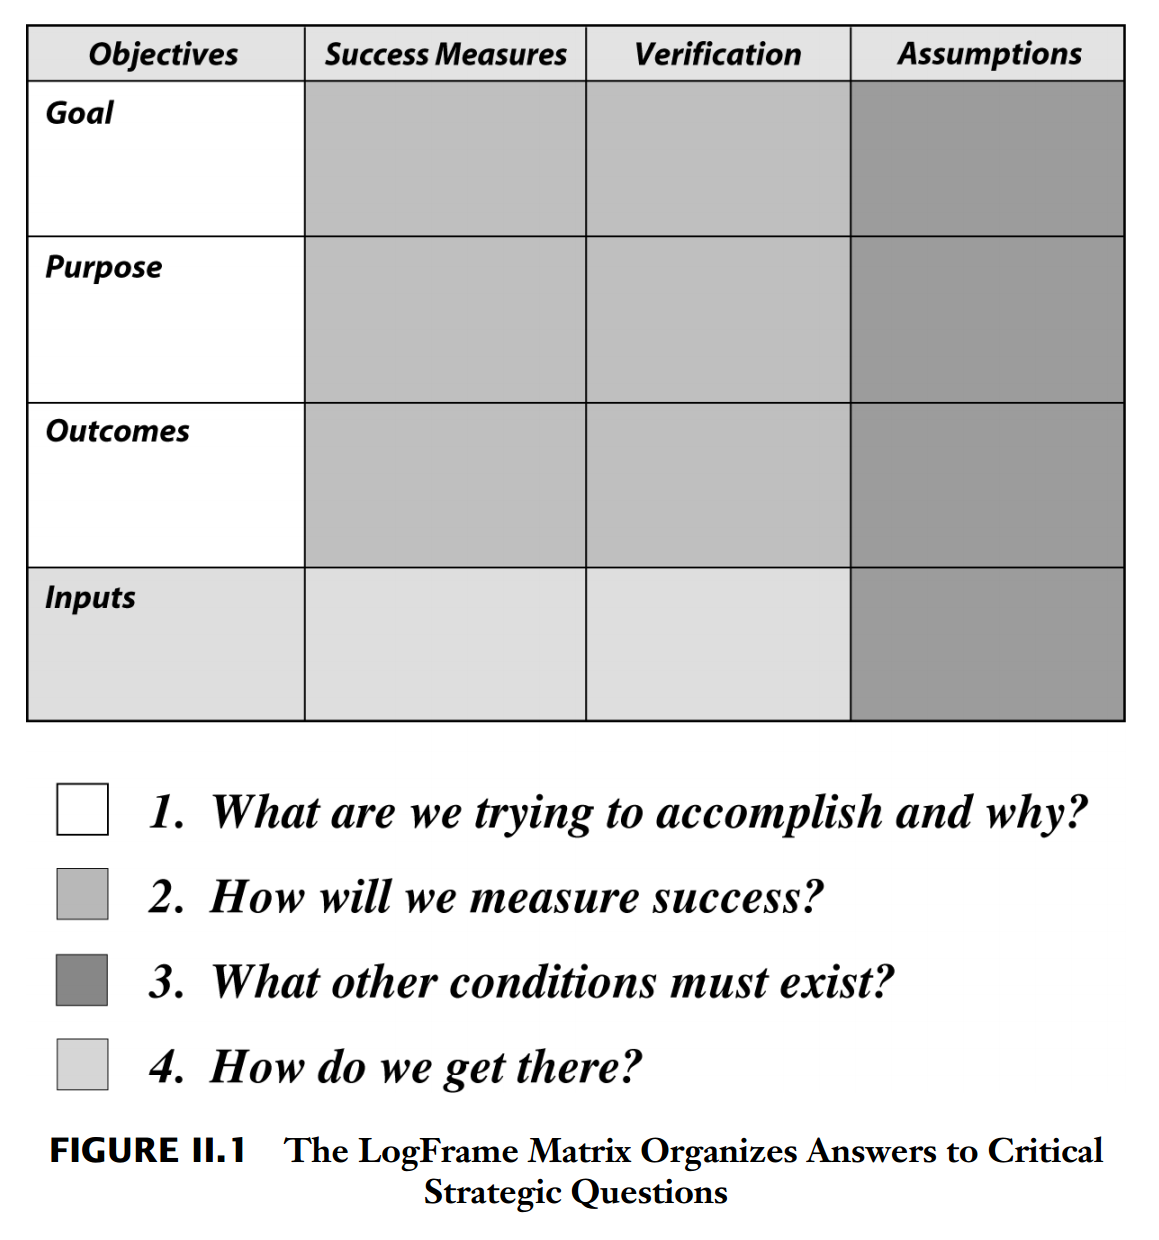 Objectives Success Measures Verification Assumptions
Goal
Purpose
Outcomes
Inputs
1. What are we trying to accomplish and why?
2. How will we measure success?
3. What other conditions must exist?
4. How do we get there?
FIGURE II.1 The LogFrame Matrix Organizes Answers to Critical
Strategic Questions